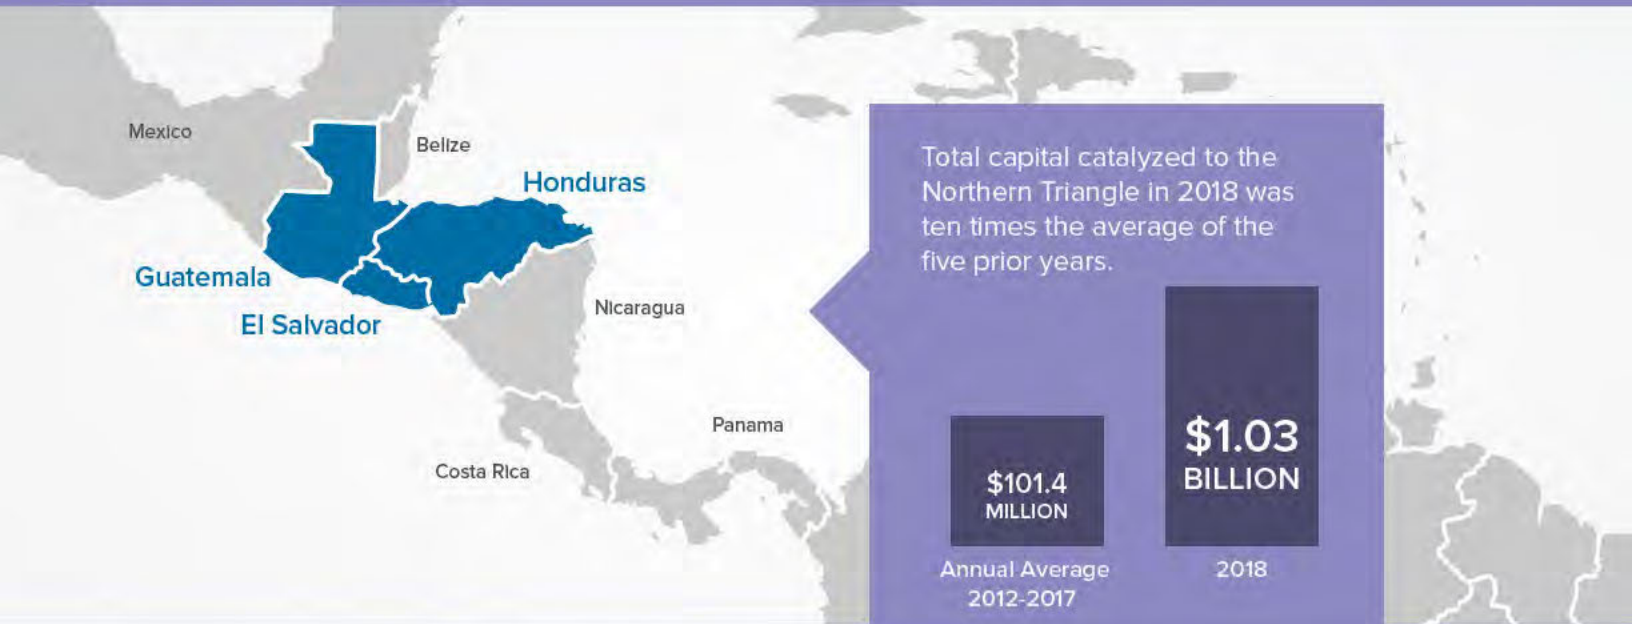 Mexico
Belize
Honduras
Guatemala
El Salvador
Nicaragua
Panama
Costa Rica
Total capital catalyzed to the
Northern Triangle in 2018 was
ten times the average of the
five prior years.
$101.4
MILLION
Annual Average
2012-2017
$1.03
BILLION
2018